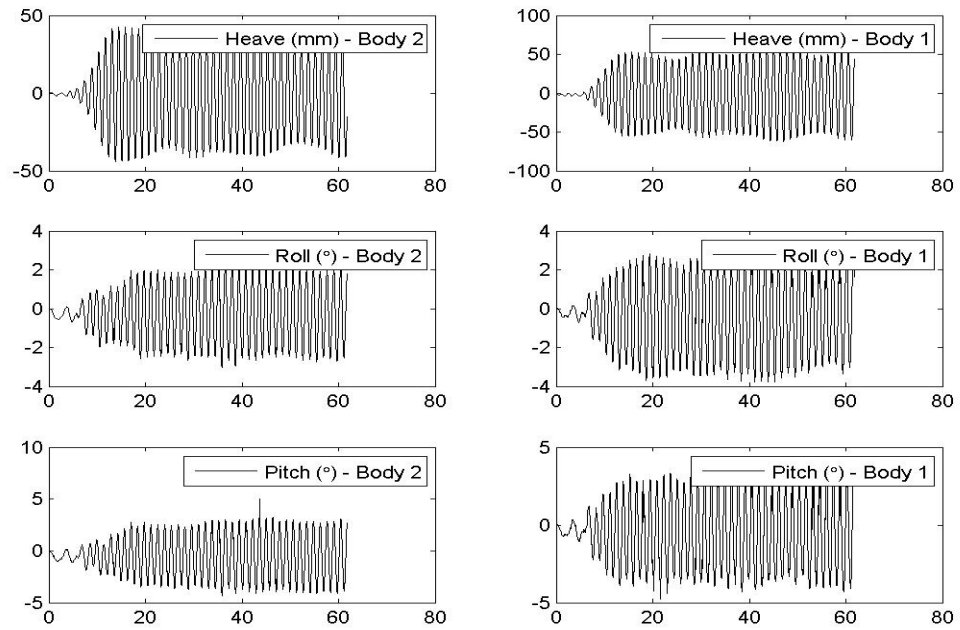 50
0
-50
0 20 40 60 80
Heave (mm) - Body 2
100
50
0
-50
-100
0 20 40 60 80
Heave (mm) - Body 1
4
2
0
-2
-4
0 20 40 60 80
Roll (°) - Body 2
4
2
0
-2
-4
0 20 40 60 80
Roll (°) - Body 1
10
5
0
-5
0 20 40 60 80
Pitch (°) - Body 2
5
0
-5
0 20 40 60 80
Pitch (°) - Body 1